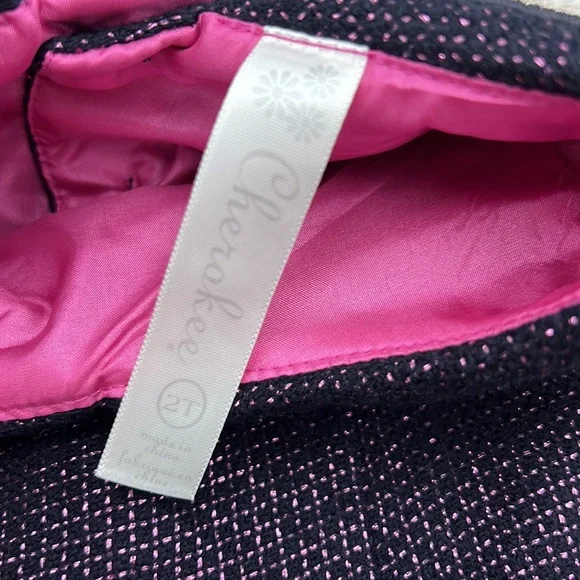 Cherokee!
2T
made in
china
fabriqué en
chine